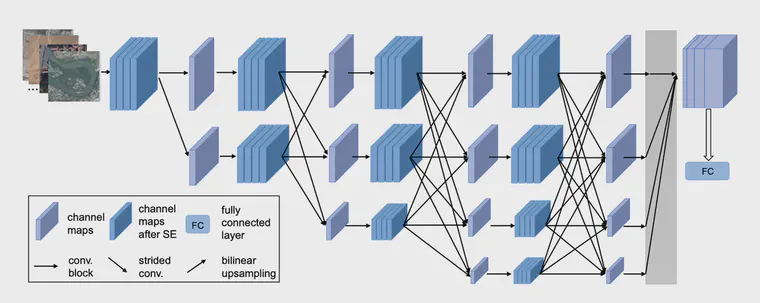 ...
FC
channel
maps
channel
maps
after SE
FC
fully
connected
layer
conv.
block
strided
conv.
bilinear
upsampling